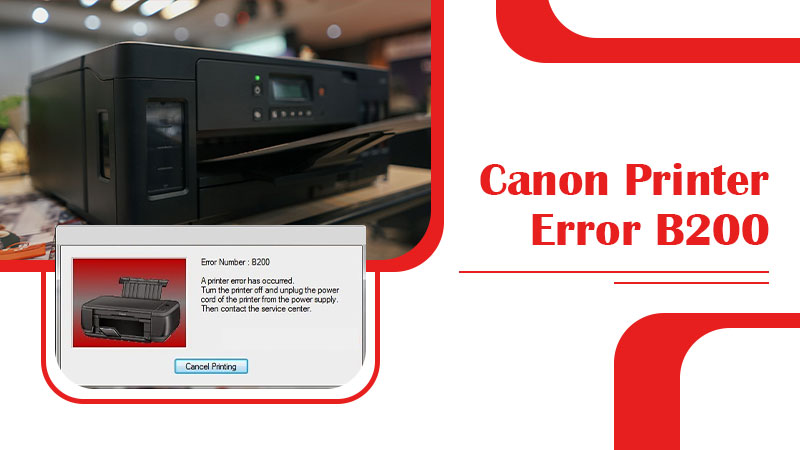 Canon Printer
Error B200
Error Number : B200
A printer error has occurred.
Turn the printer off and unplug the power
cord of the printer from the power supply.
Then contact the service center.
Cancel Printing